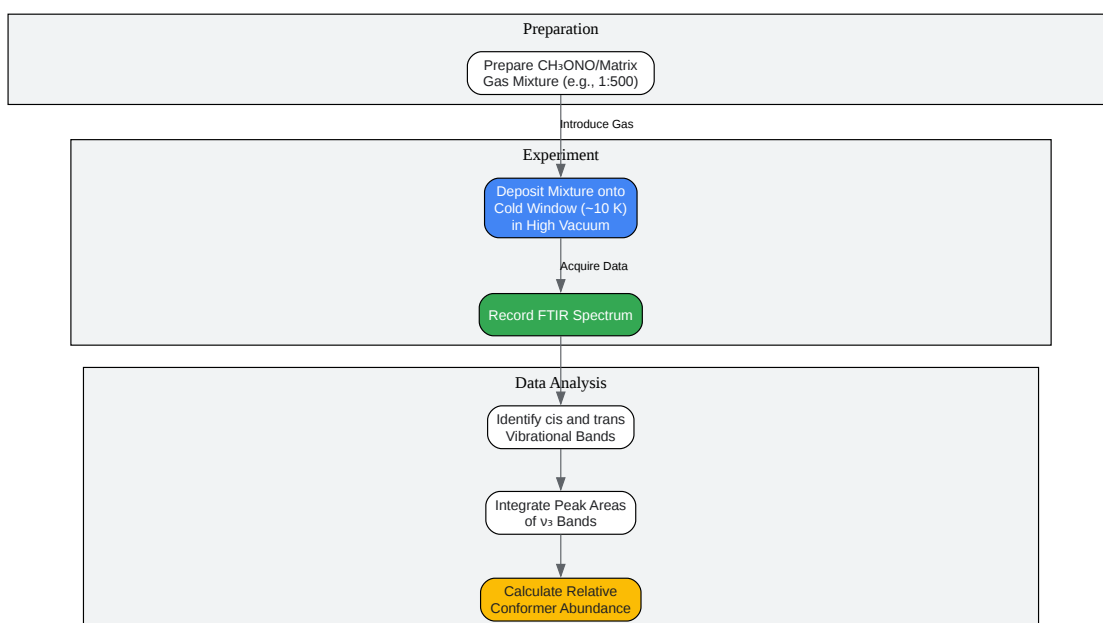 Preparation
Prepare CH₃ONO/Matrix
Gas Mixture (e.g., 1:500)
Introduce Gas
Experiment
Deposit Mixture onto
Cold Window (~10 K)
in High Vacuum
Acquire Data
Record FTIR Spectrum
Data Analysis
Identify cis and trans
Vibrational Bands
Integrate Peak Areas
of ν₃ Bands
Calculate Relative
Conformer Abundance